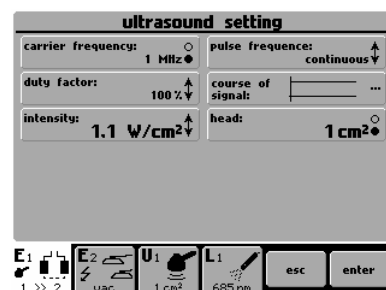 ultrasound setting
carrier frequency:
1 MHz
pulse frequence:
continuous
duty factor:
100 %
course of
signal:
...
intensity:
1.1 W/cm²
head:
1 cm²
E1
1 >> 2
E2
vac
U1
1 cm²
L1
685 nm
esc
enter